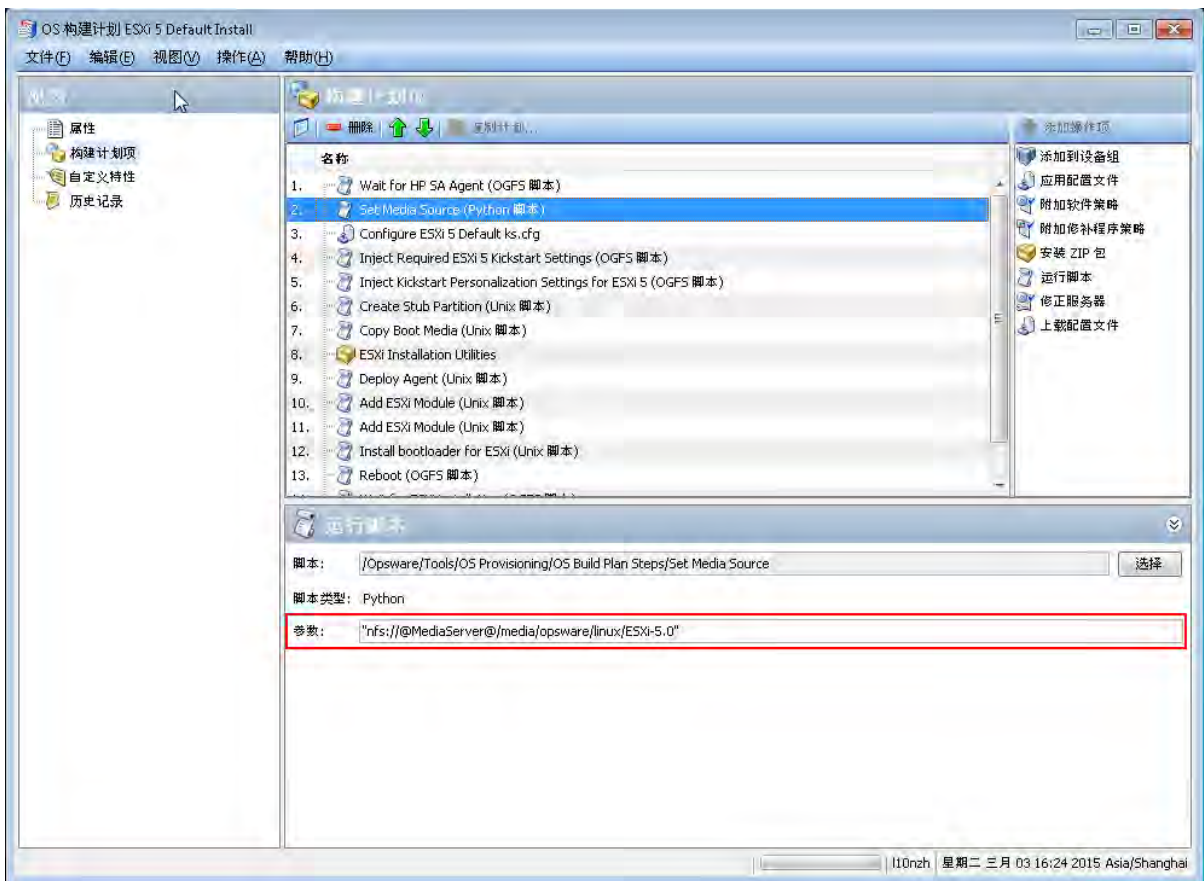 OS 构建计划 ESXi 5 Default Install
文件(F) 编辑(E) 视图(V) 操作(A) 帮助(H)
属性
构建计划项
自定义特性
历史记录
构建计划项
删除
复制计划...
名称
1. Wait for HP SA Agent (OGFS 脚本)
2. Set Media Source (Python 脚本)
3. Configure ESXi 5 Default ks.cfg
4. Inject Required ESXi 5 Kickstart Settings (OGFS 脚本)
5. Inject Kickstart Personalization Settings for ESXi 5 (OGFS 脚本)
6. Create Stub Partition (Unix 脚本)
7. Copy Boot Media (Unix 脚本)
8. ESXi Installation Utilities
9. Deploy Agent (Unix 脚本)
10. Add ESXi Module (Unix 脚本)
11. Add ESXi Module (Unix 脚本)
12. Install bootloader for ESXi (Unix 脚本)
13. Reboot (OGFS 脚本)
添加操作项
添加到设备组
应用配置文件
附加软件策略
附加修补程序策略
安装 ZIP 包
运行脚本
修正服务器
上载配置文件
运行脚本
脚本: /Opsware/Tools/OS Provisioning/OS Build Plan Steps/Set Media Source 选择
脚本类型: Python
参数: "nfs://@MediaServer@/media/opsware/linux/ESXi-5.0"
l10nzh 星期二 三月 03 16:24 2015 Asia/Shanghai